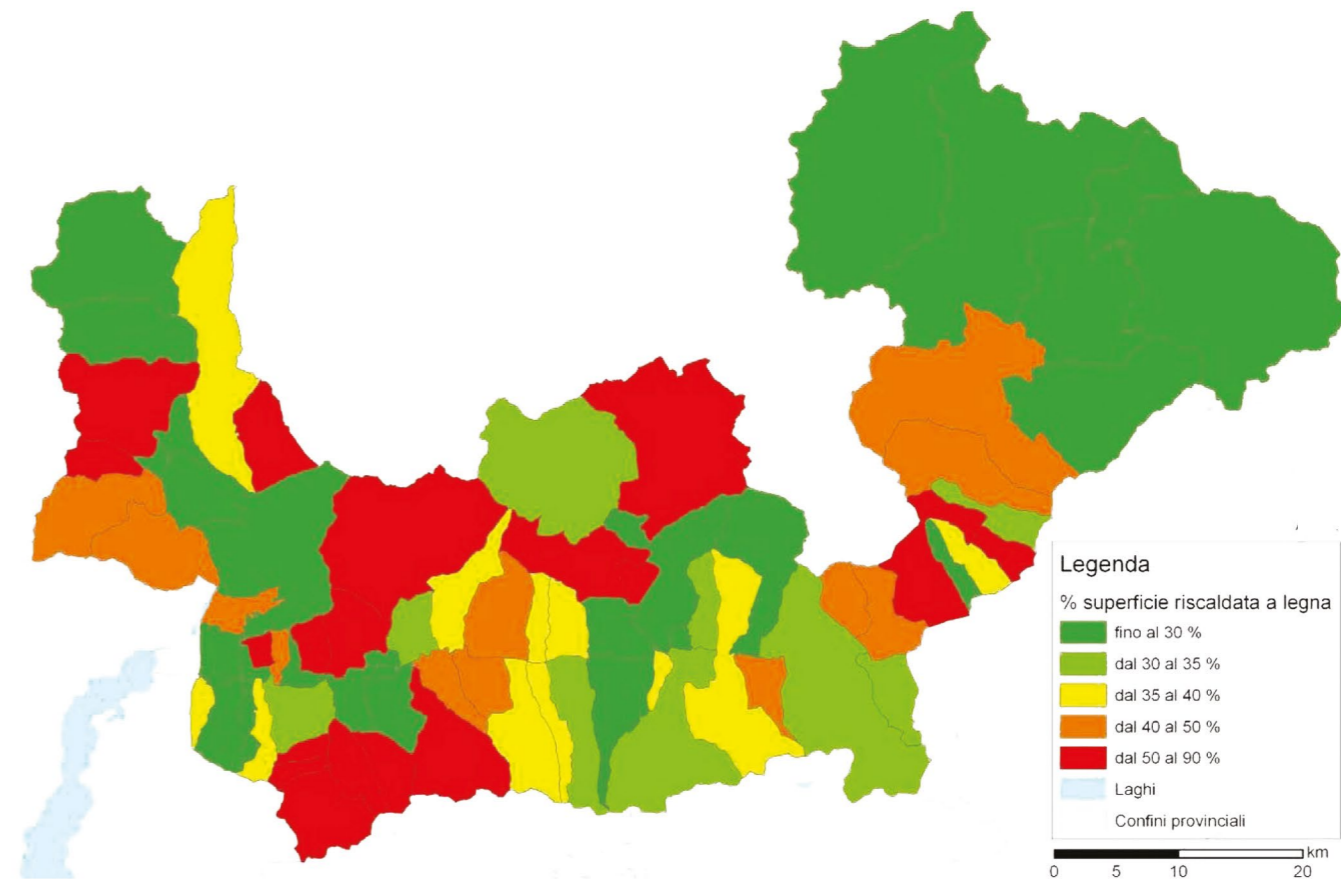 Legenda
% superficie riscaldata a legna
fino al 30 %
dal 30 al 35 %
dal 35 al 40 %
dal 40 al 50 %
dal 50 al 90 %
Laghi
Confini provinciali
km
0 5 10 20